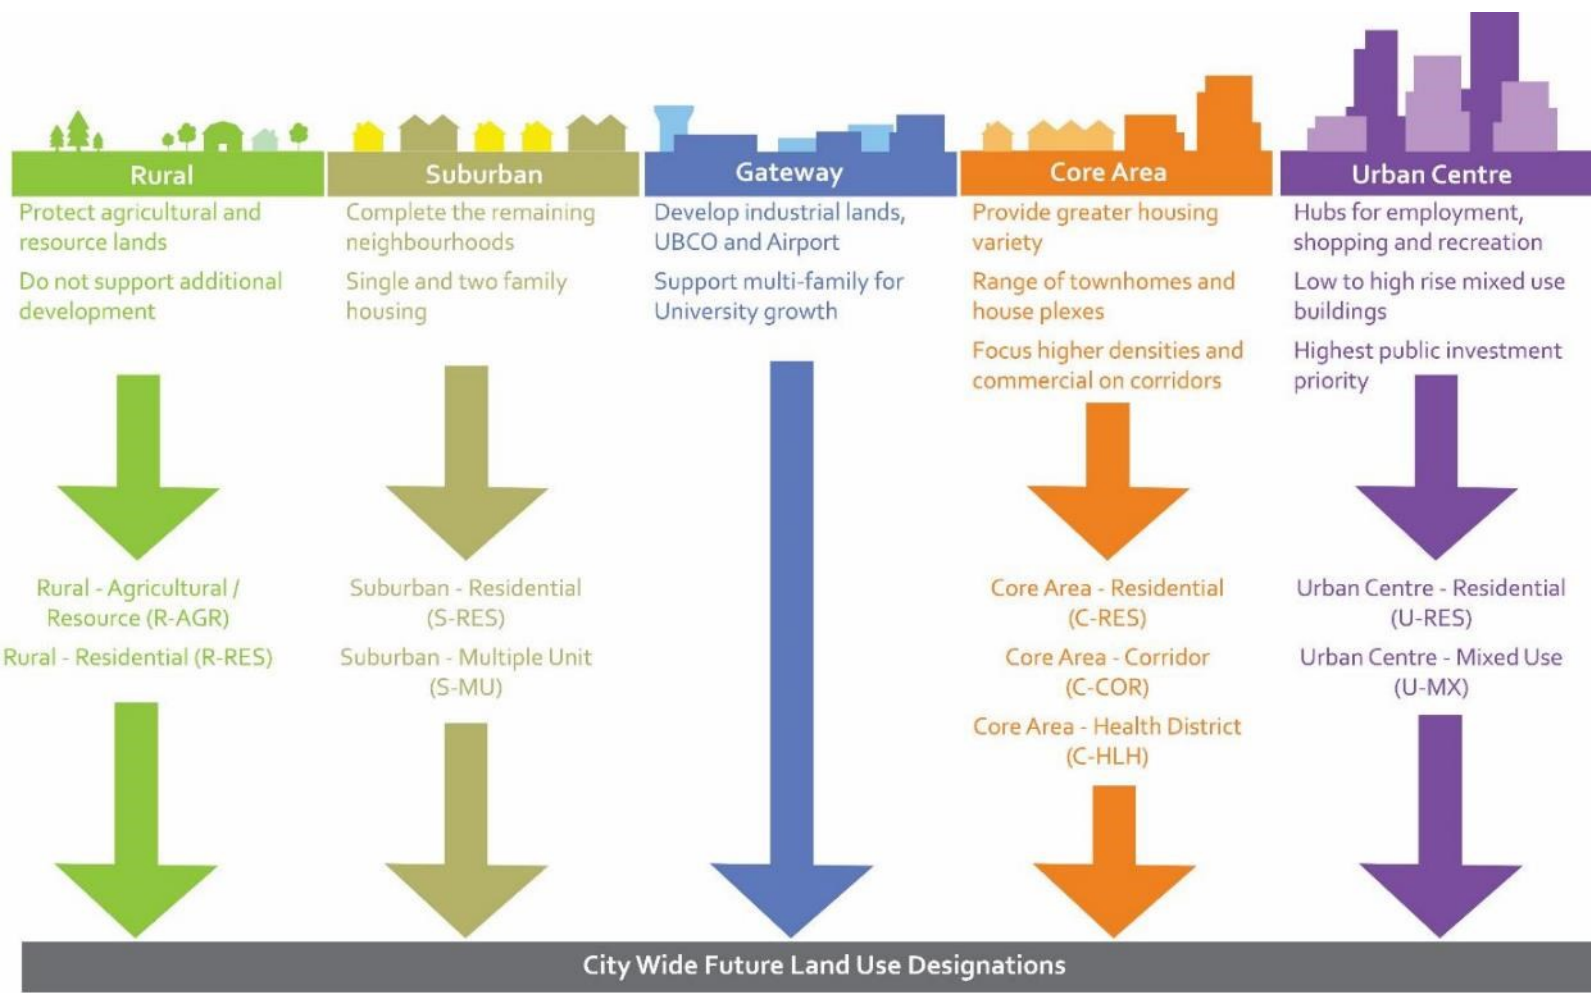 Rural
Protect agricultural and
resource lands
Do not support additional
development
Rural - Agricultural /
Resource (R-AGR)
Rural - Residential (R-RES)
Suburban
Complete the remaining
neighbourhoods
Single and two family
housing
Suburban - Residential
(S-RES)
Suburban - Multiple Unit
(S-MU)
Gateway
Develop industrial lands,
UBCO and Airport
Support multi-family for
University growth
Core Area
Provide greater housing
variety
Range of townhomes and
house plexes
Focus higher densities and
commercial on corridors
Core Area - Residential
(C-RES)
Core Area - Corridor
(C-COR)
Core Area - Health District
(C-HLH)
Urban Centre
Hubs for employment,
shopping and recreation
Low to high rise mixed use
buildings
Highest public investment
priority
Urban Centre - Residential
(U-RES)
Urban Centre - Mixed Use
(U-MX)
City Wide Future Land Use Designations